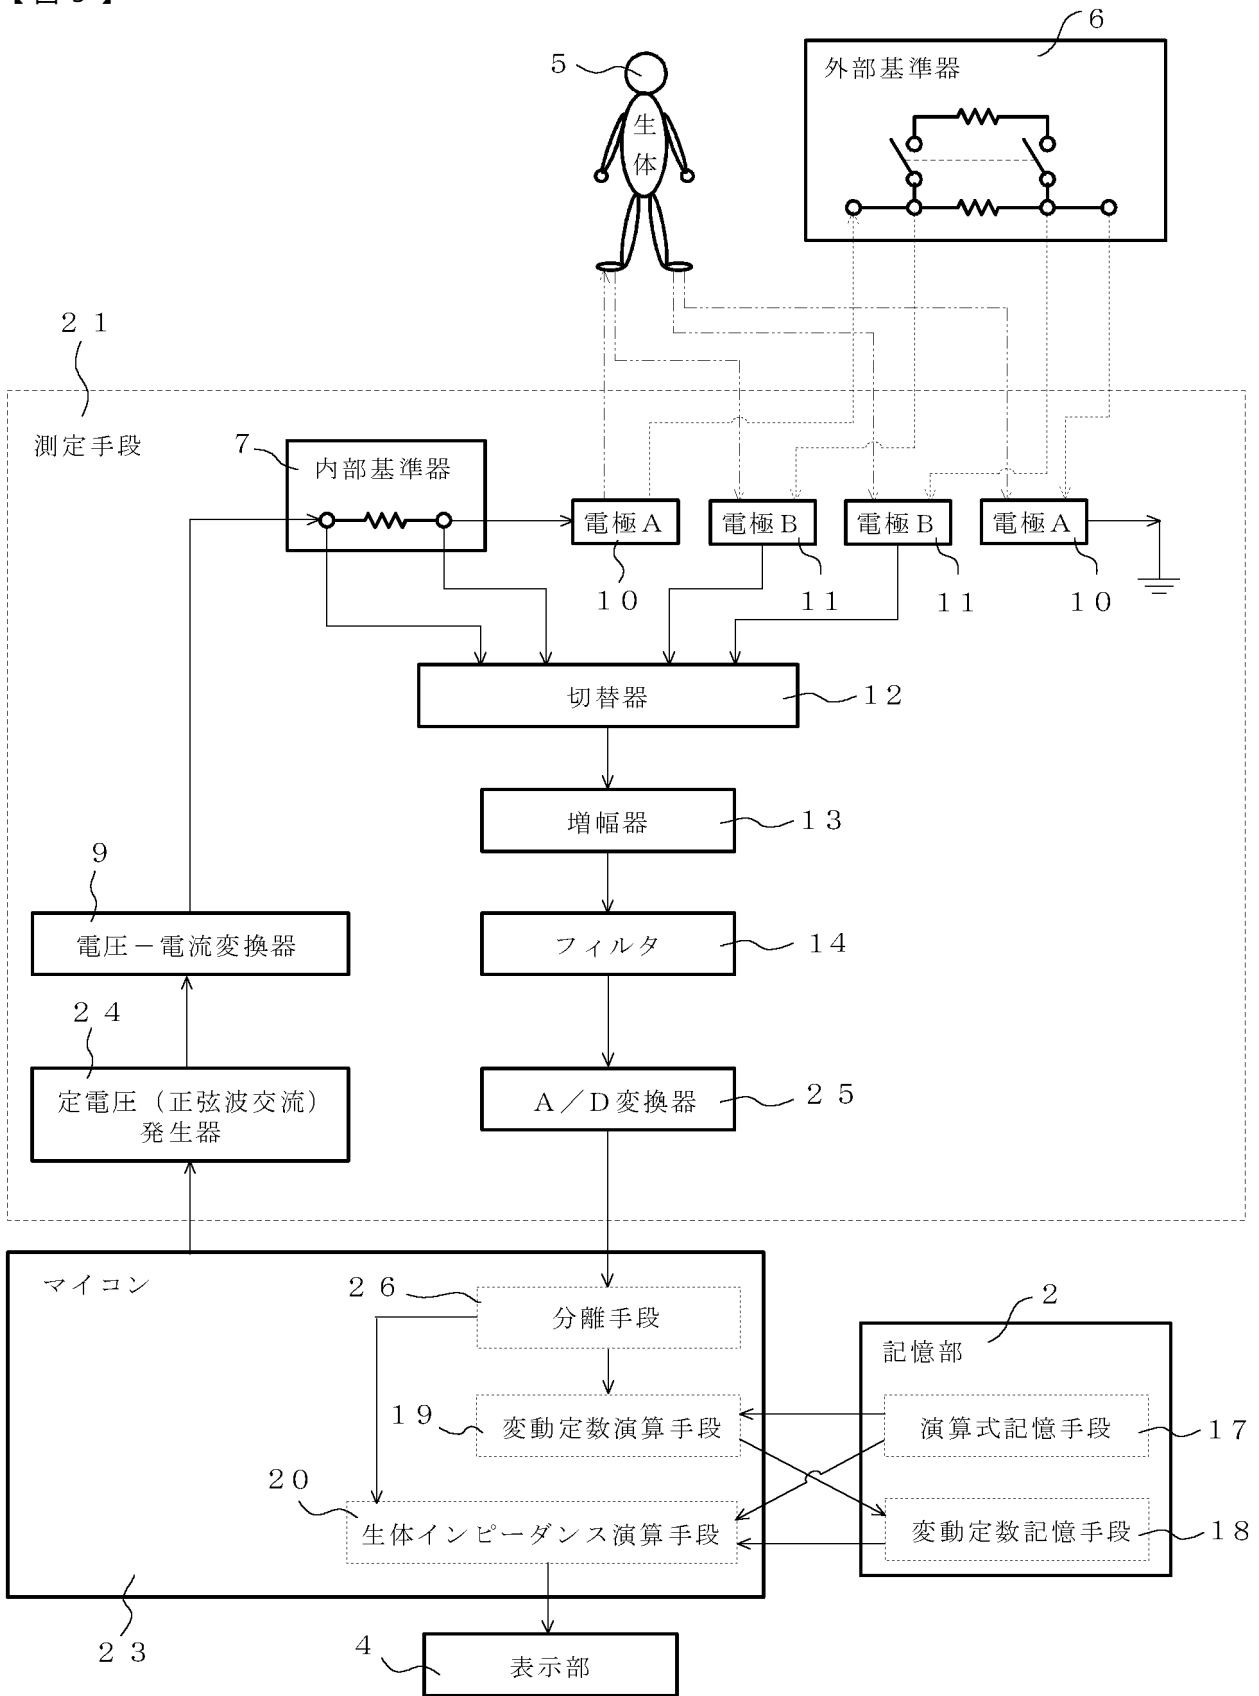 6
外部基準器
5
生
体
２１
測定手段
7
内部基準器
電極Ａ
電極Ｂ
電極Ｂ
電極Ａ
１０
１１
１１
１０
切替器
１２
増幅器
１３
9
電圧－電流変換器
フィルタ
１４
２４
定電圧（正弦波交流）
発生器
Ａ／Ｄ変換器
２５
マイコン
２６
分離手段
２
記憶部
１９
変動定数演算手段
演算式記憶手段
１７
２０
生体インピーダンス演算手段
変動定数記憶手段
１８
２３
４
表示部